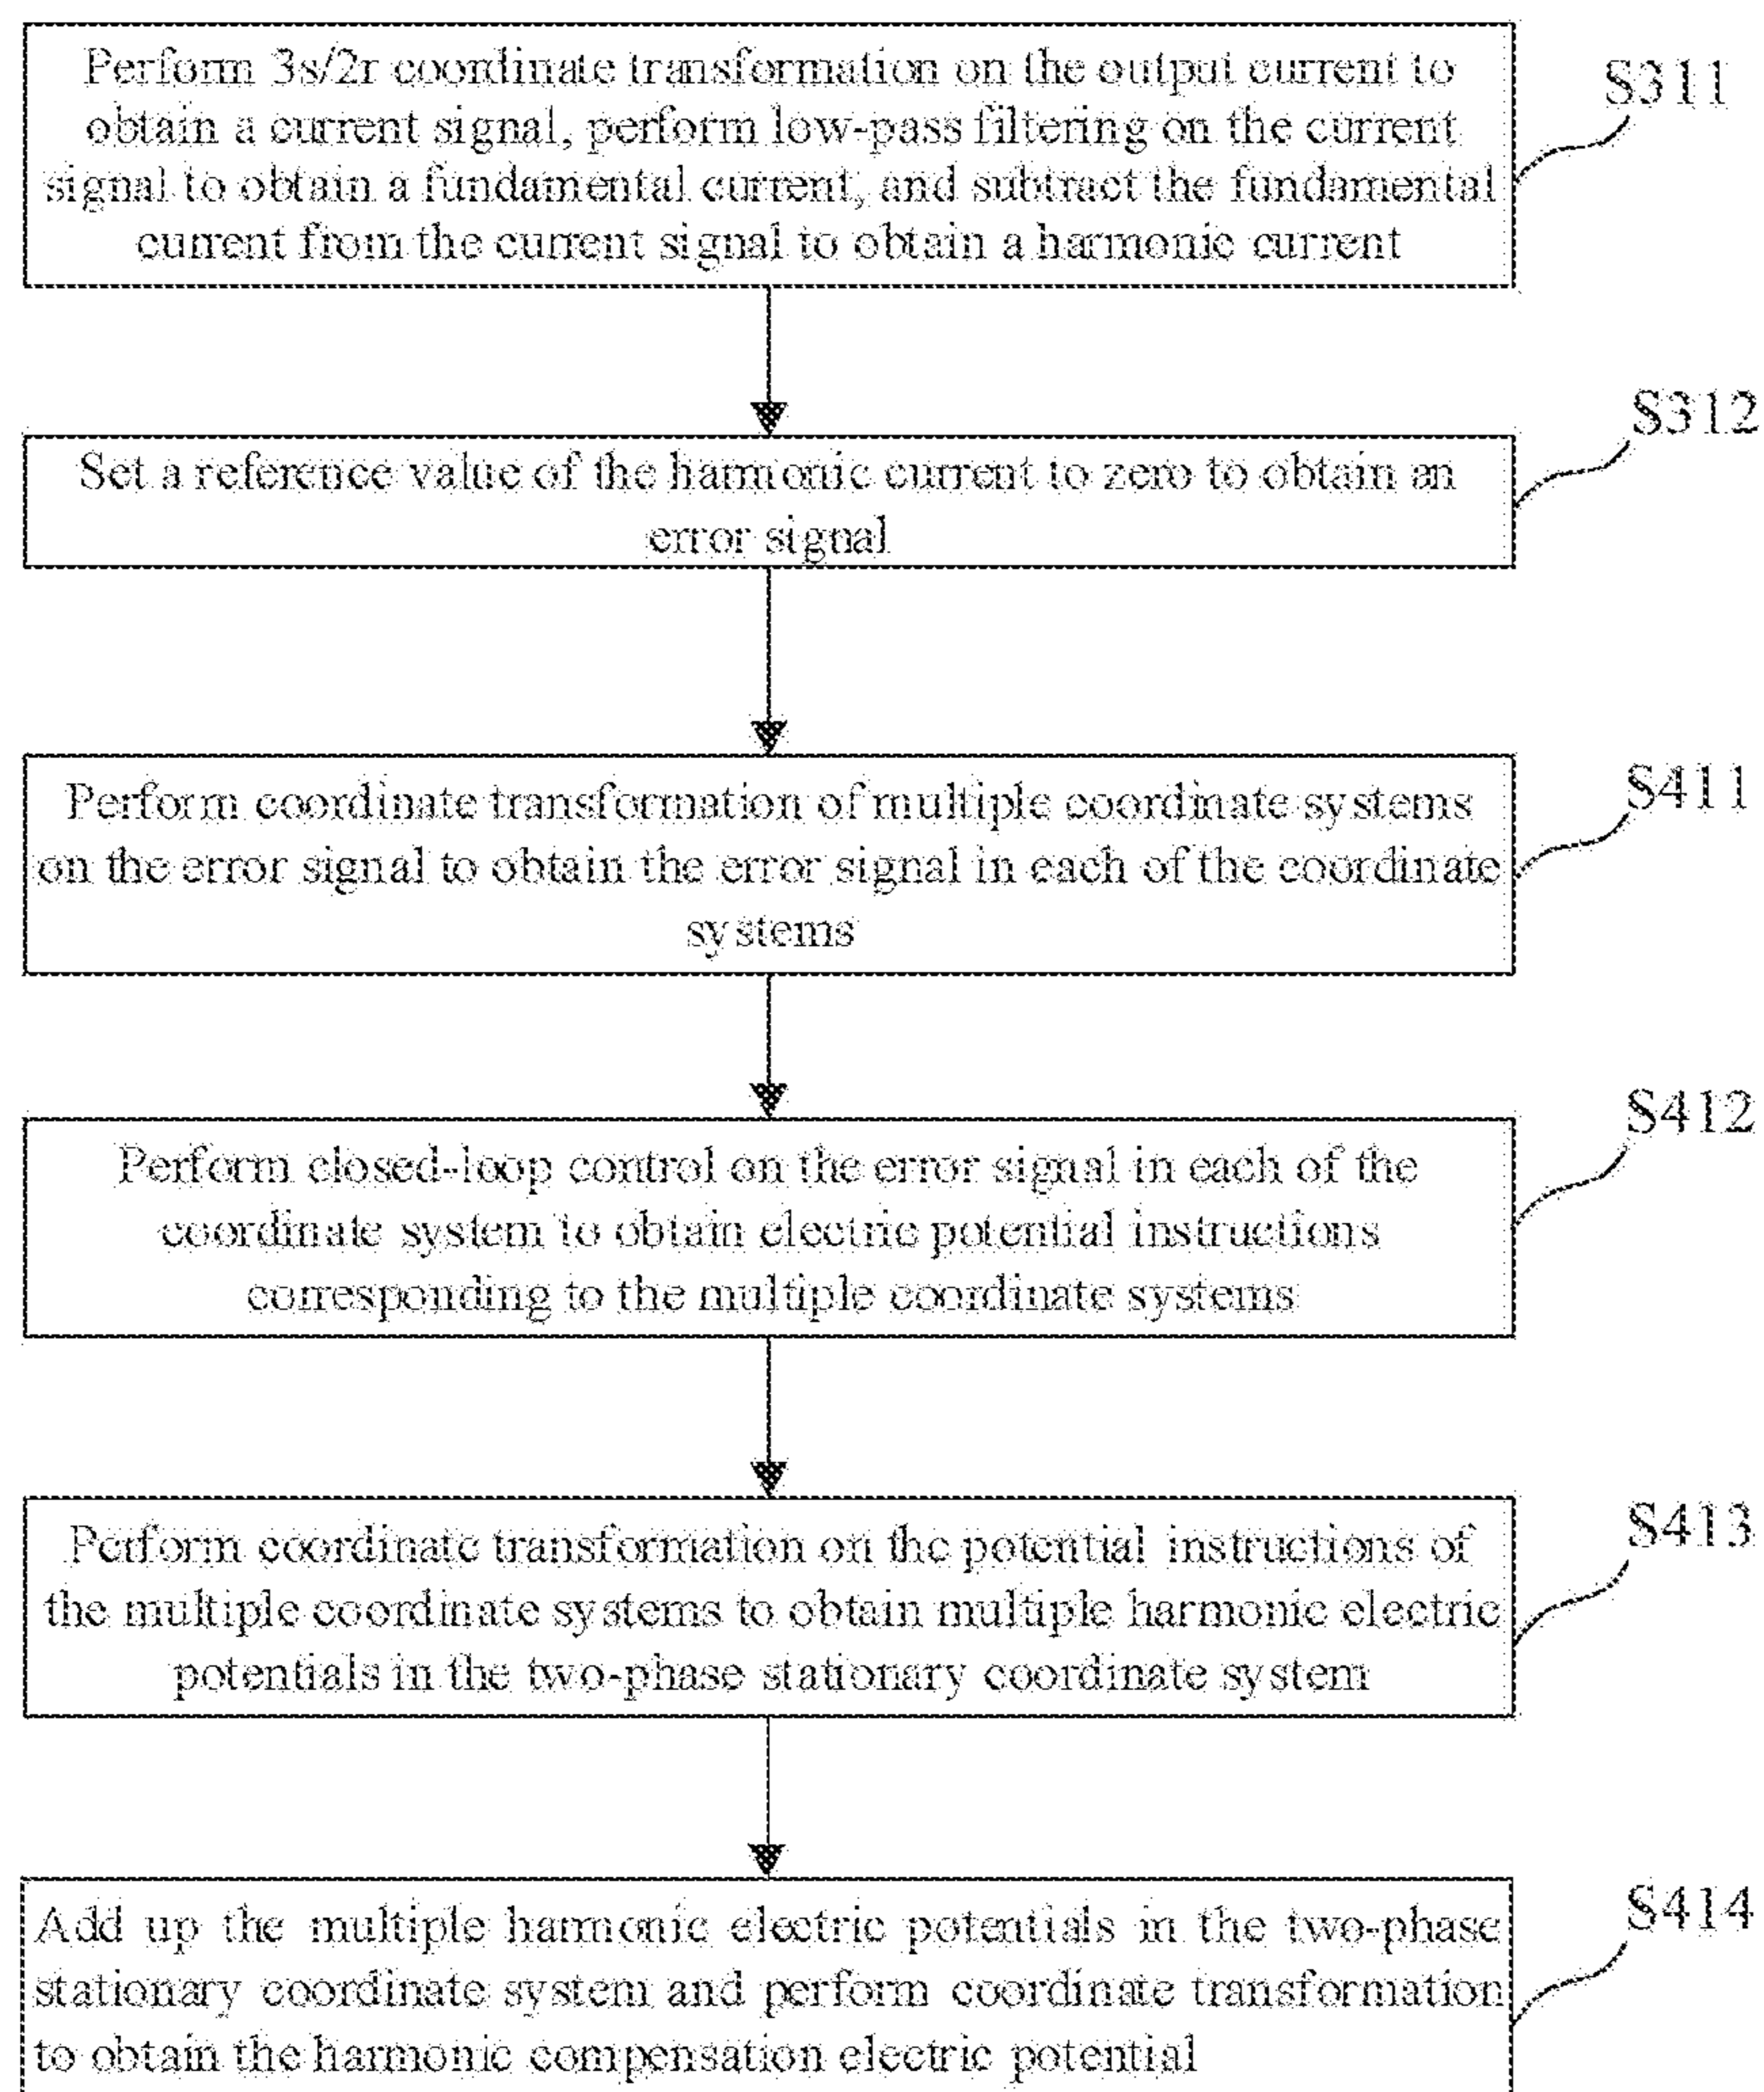 Perform 3s/2r coordinate transformation on the output current to
obtain a current signal, perform low-pass filtering on the current
signal to obtain a fundamental current, and subtract the fundamental
current from the current signal to obtain a harmonic current
S311
Set a reference value of the harmonic current to zero to obtain an
error signal
S312
Perform coordinate transformation of multiple coordinate systems
on the error signal to obtain the error signal in each of the coordinate
systems
S411
Perform closed-loop control on the error signal in each of the
coordinate system to obtain electric potential instructions
corresponding to the multiple coordinate systems
S412
Perform coordinate transformation on the potential instructions of
the multiple coordinate systems to obtain multiple harmonic electric
potentials in the two-phase stationary coordinate system
S413
Add up the multiple harmonic electric potentials in the two-phase
stationary coordinate system and perform coordinate transformation
to obtain the harmonic compensation electric potential
S414